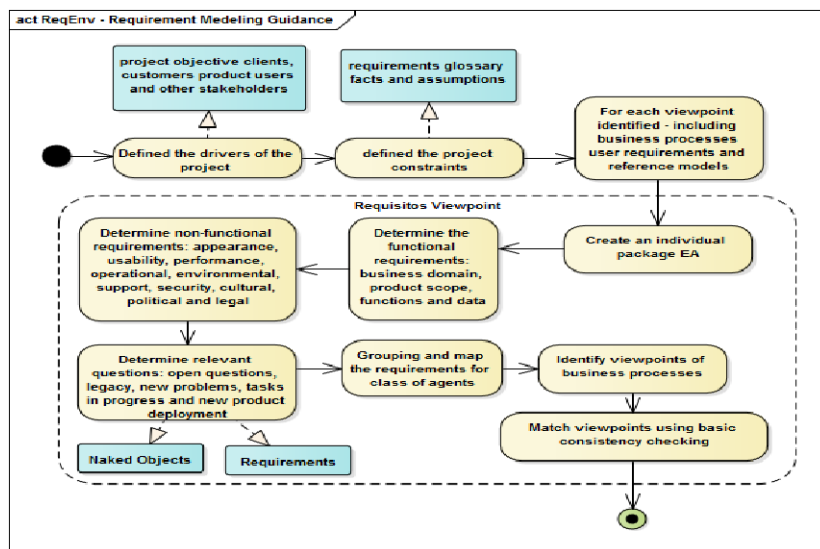 act ReqEnv - Requirement Medeling Guidance
project objective clients,
customers product users
and other stakeholders
requirements glossary
facts and assumptions
For each viewpoint
identified - including
business processes
user requirements and
reference models
Defined the drivers of the
project
defined the project
constraints
Requisitos Viewpoint
Create an individual
package EA
Determine the
functional
requirements:
business domain,
product scope,
functions and data
Determine non-functional
requirements: appearance,
usability, performance,
operational, environmental,
support, security, cultural,
political and legal
Determine relevant
questions: open questions,
legacy, new problems, tasks
in progress and new product
deployment
Grouping and map
the requirements for
class of agents
Identify viewpoints of
business processes
Match viewpoints using basic
consistency checking
Naked Objects
Requirements